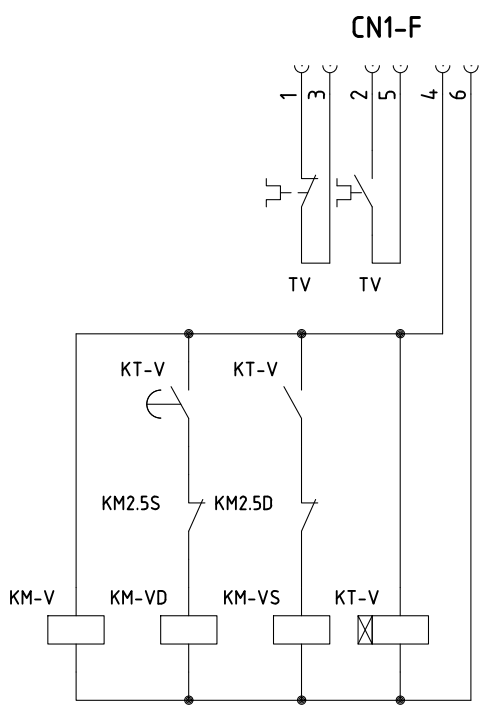 CN1-F
1 3 2 5 4 6
TV TV
KT-V KT-V
KM2.5S KM2.5D
KM-V KM-VD KM-VS KT-V